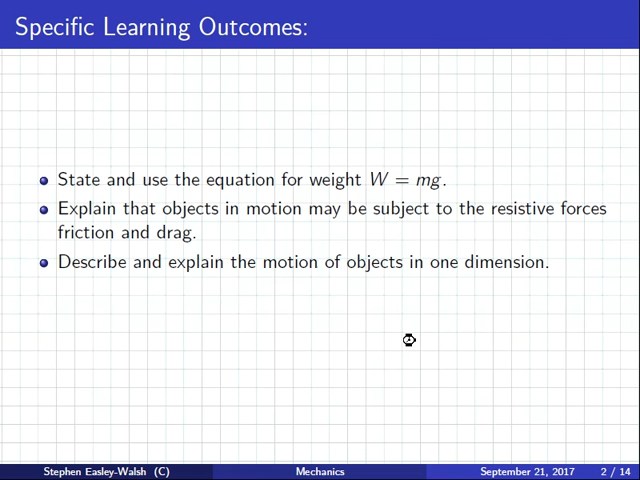 Specific Learning Outcomes:
State and use the equation for weight W = mg.
Explain that objects in motion may be subject to the resistive forces
friction and drag.
Describe and explain the motion of objects in one dimension.
Stephen Easley-Walsh (C) Mechanics September 21, 2017 2 / 14